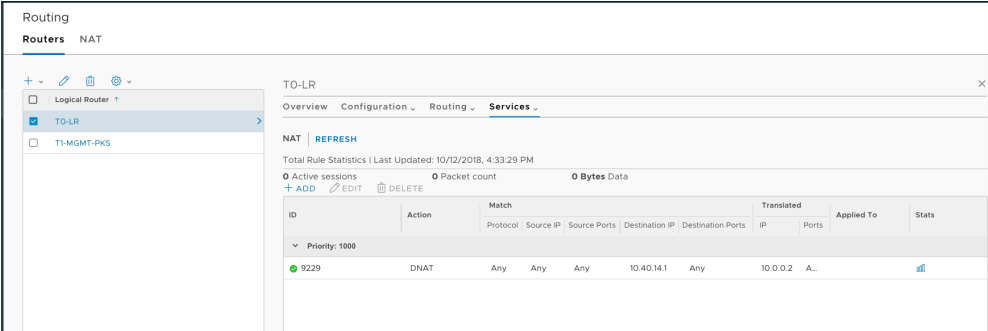 Routing
Routers NAT
Logical Router ↑
T0-LR
T1-MGMT-PKS
T0-LR
Overview Configuration Routing Services
NAT REFRESH
Total Rule Statistics | Last Updated: 10/12/2018, 4:33:29 PM
0 Active sessions 0 Packet count 0 Bytes Data
+ ADD EDIT DELETE
ID Action Match Translated Applied To Stats
Protocol Source IP Source Ports Destination IP Destination Ports IP Ports
Priority: 1000
9229 DNAT Any Any Any 10.40.14.1 Any 10.0.0.2 A...